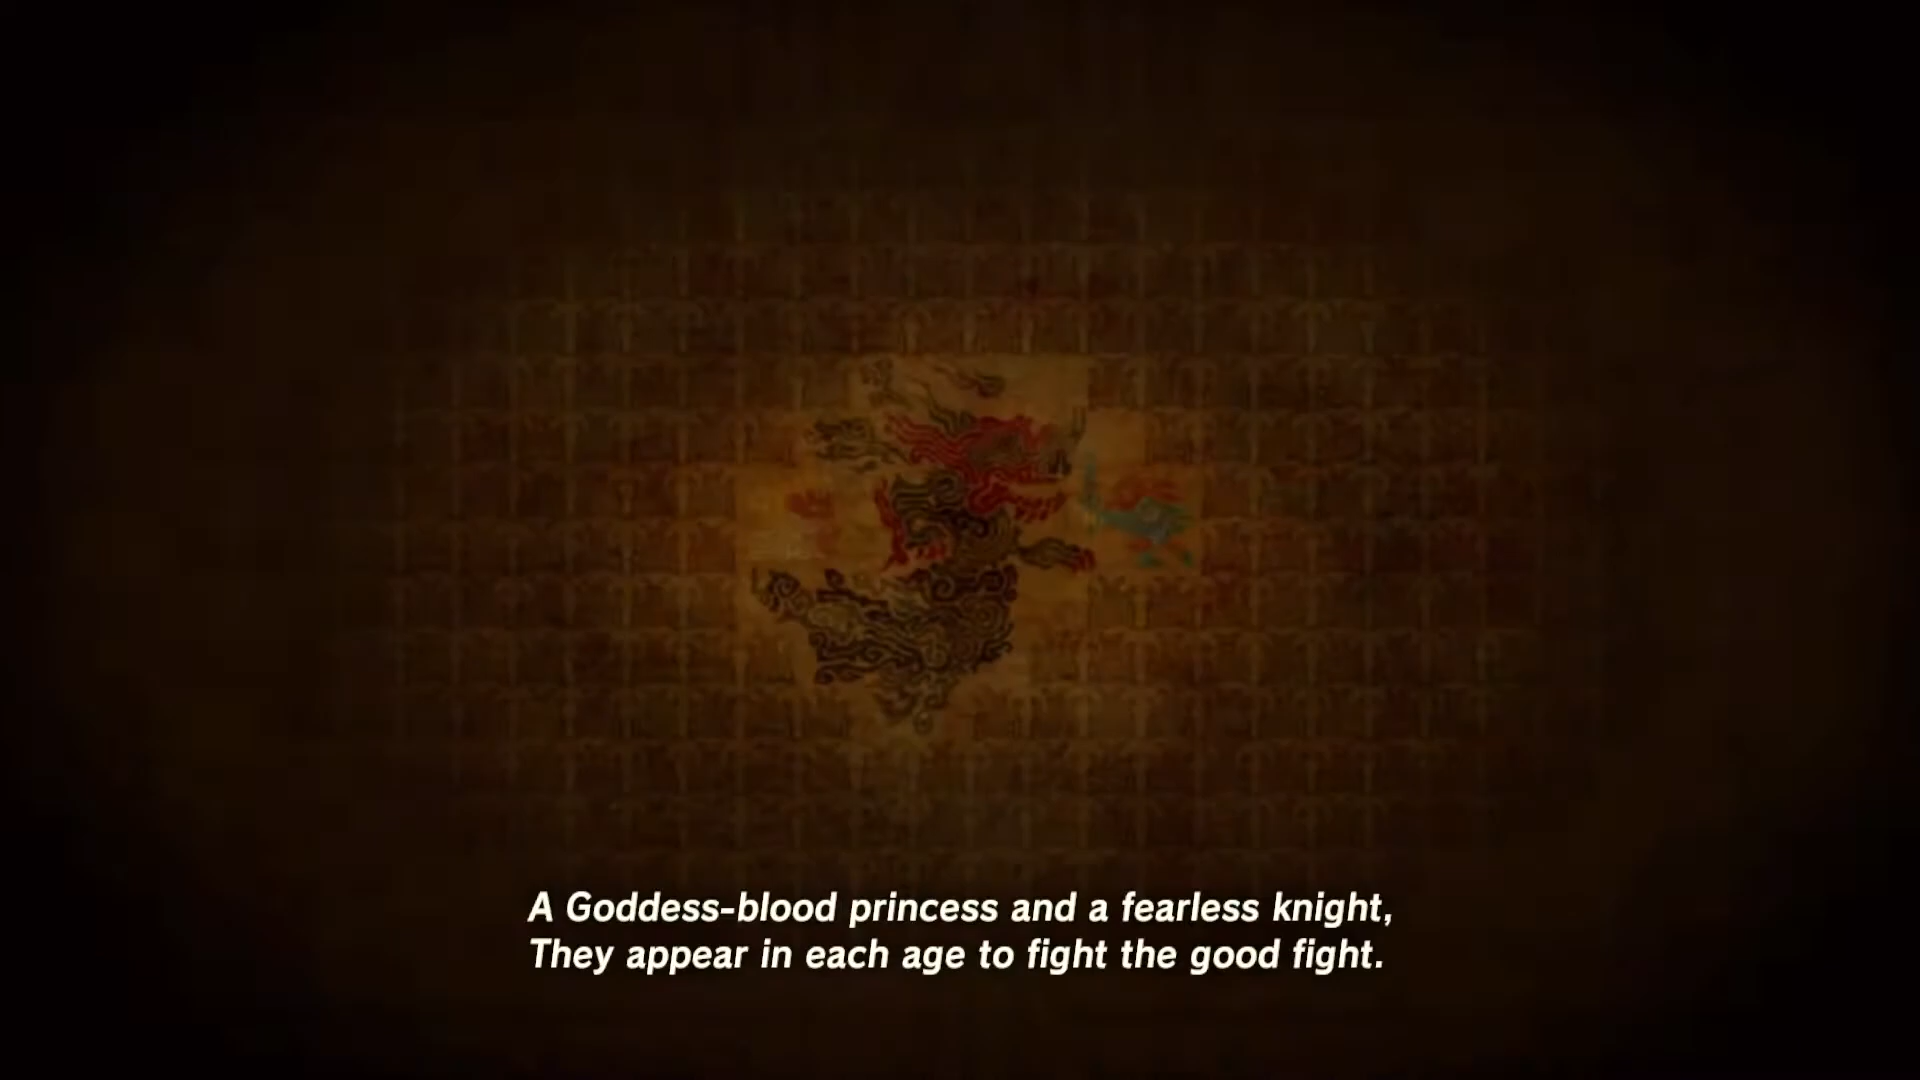 A Goddess-blood princess and a fearless knight,
They appear in each age to fight the good fight.